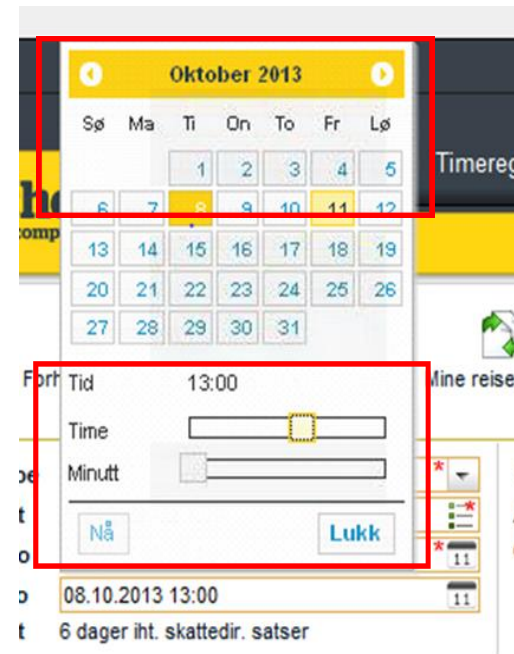 Oktober 2013
Sø Ma Ti On To Fr Lø
1 2 3 4 5
Timereg
6 7 8 9 10 11 12
comp
13 14 15 16 17 18 19
20 21 22 23 24 25 26
27 28 29 30 31
Forh
Mine reise
Tid 13:00
Time
Minutt
Nå Lukk
11
08.10.2013 13:00
11
6 dager iht. skattedir. satser